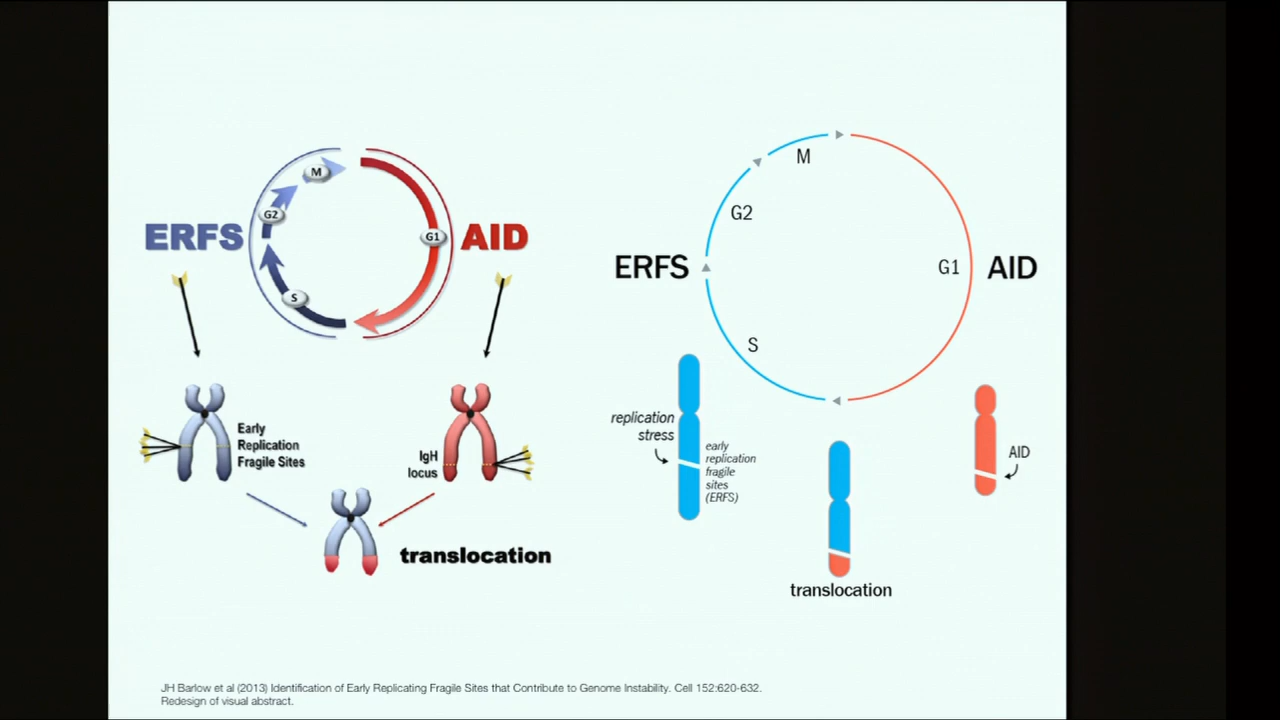 M
G2
ERFS
AID
G1
S
Early
Replication
Fragile Sites
IgH
locus
translocation
M
G2
ERFS
G1
AID
S
replication
stress
early
replication
fragile
sites
(ERFS)
AID
translocation
JH Barlow et al (2013) Identification of Early Replicating Fragile Sites that Contribute to Genome Instability. Cell 152:620-632.
Redesign of visual abstract.